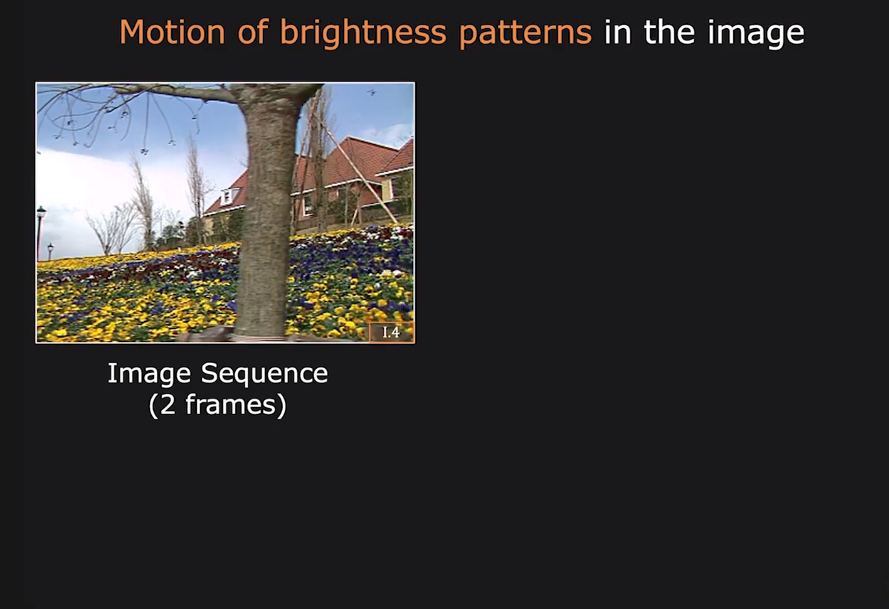 Motion of brightness patterns in the image
I.4
Image Sequence
(2 frames)